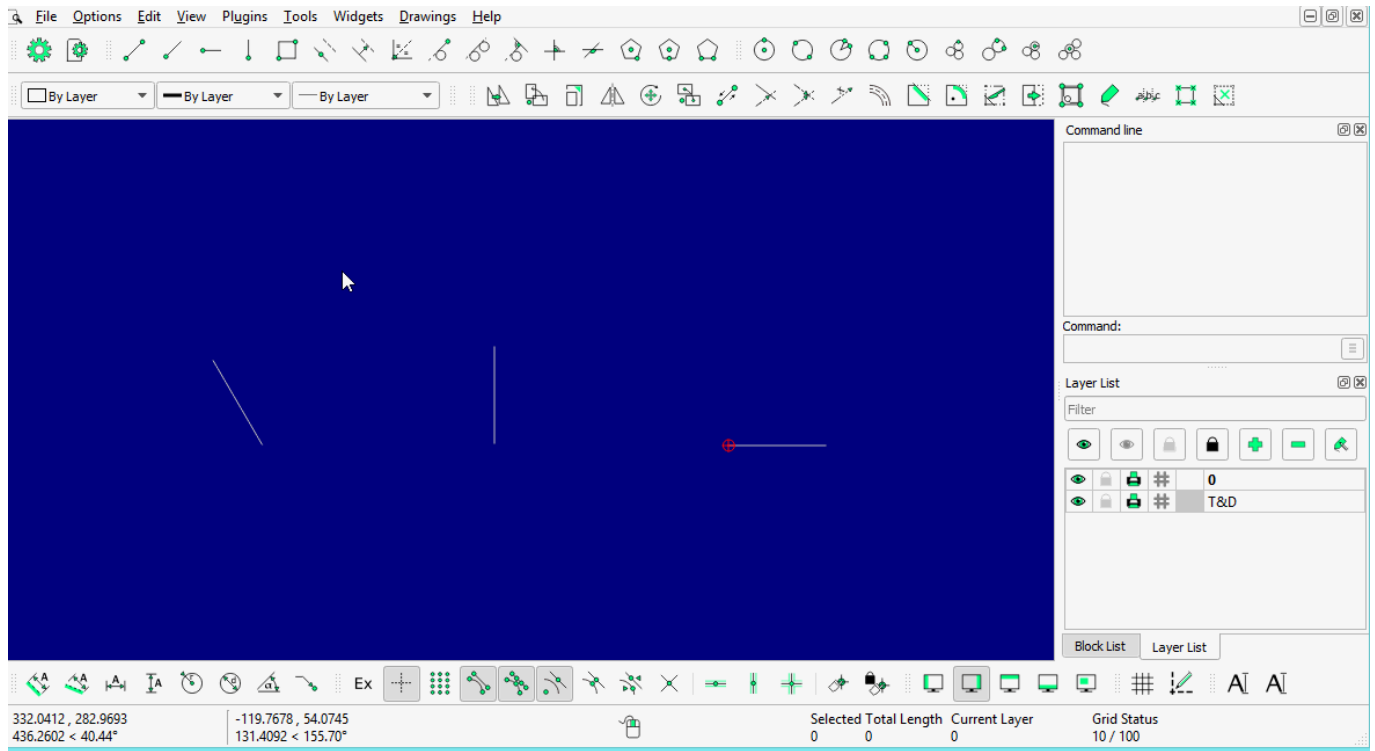 File Options Edit View Plugins Tools Widgets Drawings Help
By Layer By Layer By Layer
Command line
Command:
Layer List
Filter
0
T&D
Block List Layer List
Ex
332.0412 , 282.9693
436.2602 < 40.44°
-119.7678 , 54.0745
131.4092 < 155.70°
Selected Total Length Current Layer
0 0 0
Grid Status
10 / 100